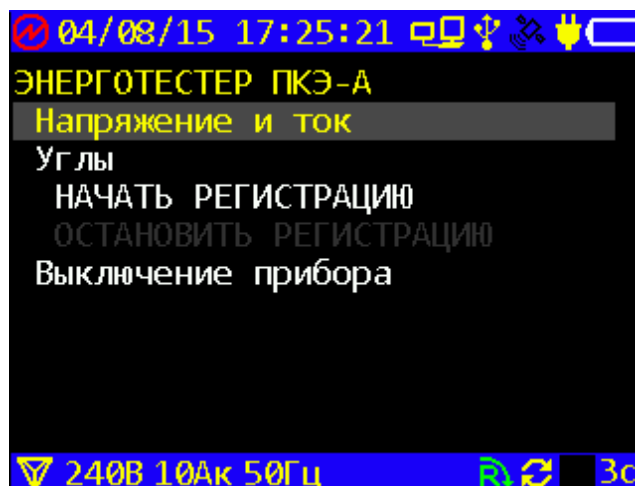 04/08/15 17:25:21
ЭНЕРГОТЕСТЕР ПКЭ-А
Напряжение и ток
Углы
НАЧАТЬ РЕГИСТРАЦИЮ
ОСТАНОВИТЬ РЕГИСТРАЦИЮ
Выключение прибора
240В 10Ак 50Гц R 3с